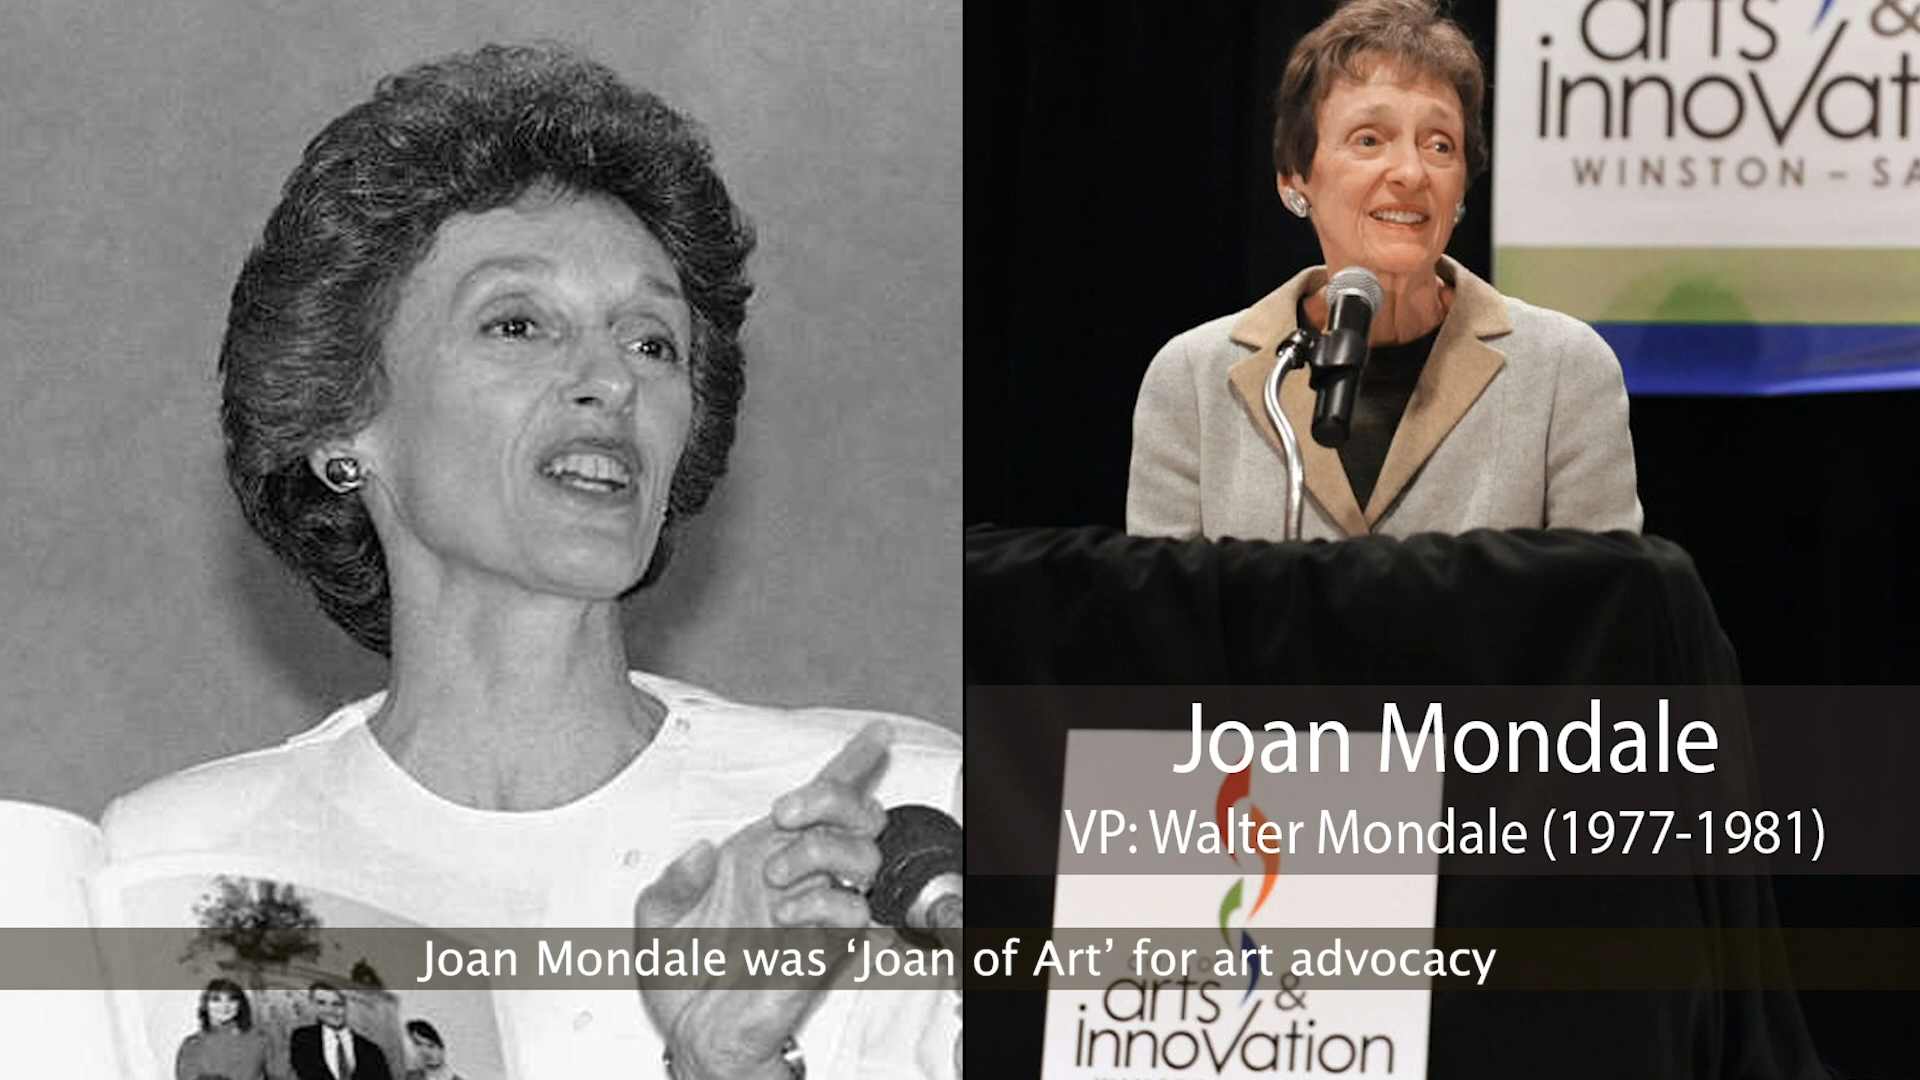 arts &
innovat
WINSTON – SA
Joan Mondale
VP: Walter Mondale (1977-1981)
Joan Mondale was ‘Joan of Art’ for art advocacy
arts &
innovation